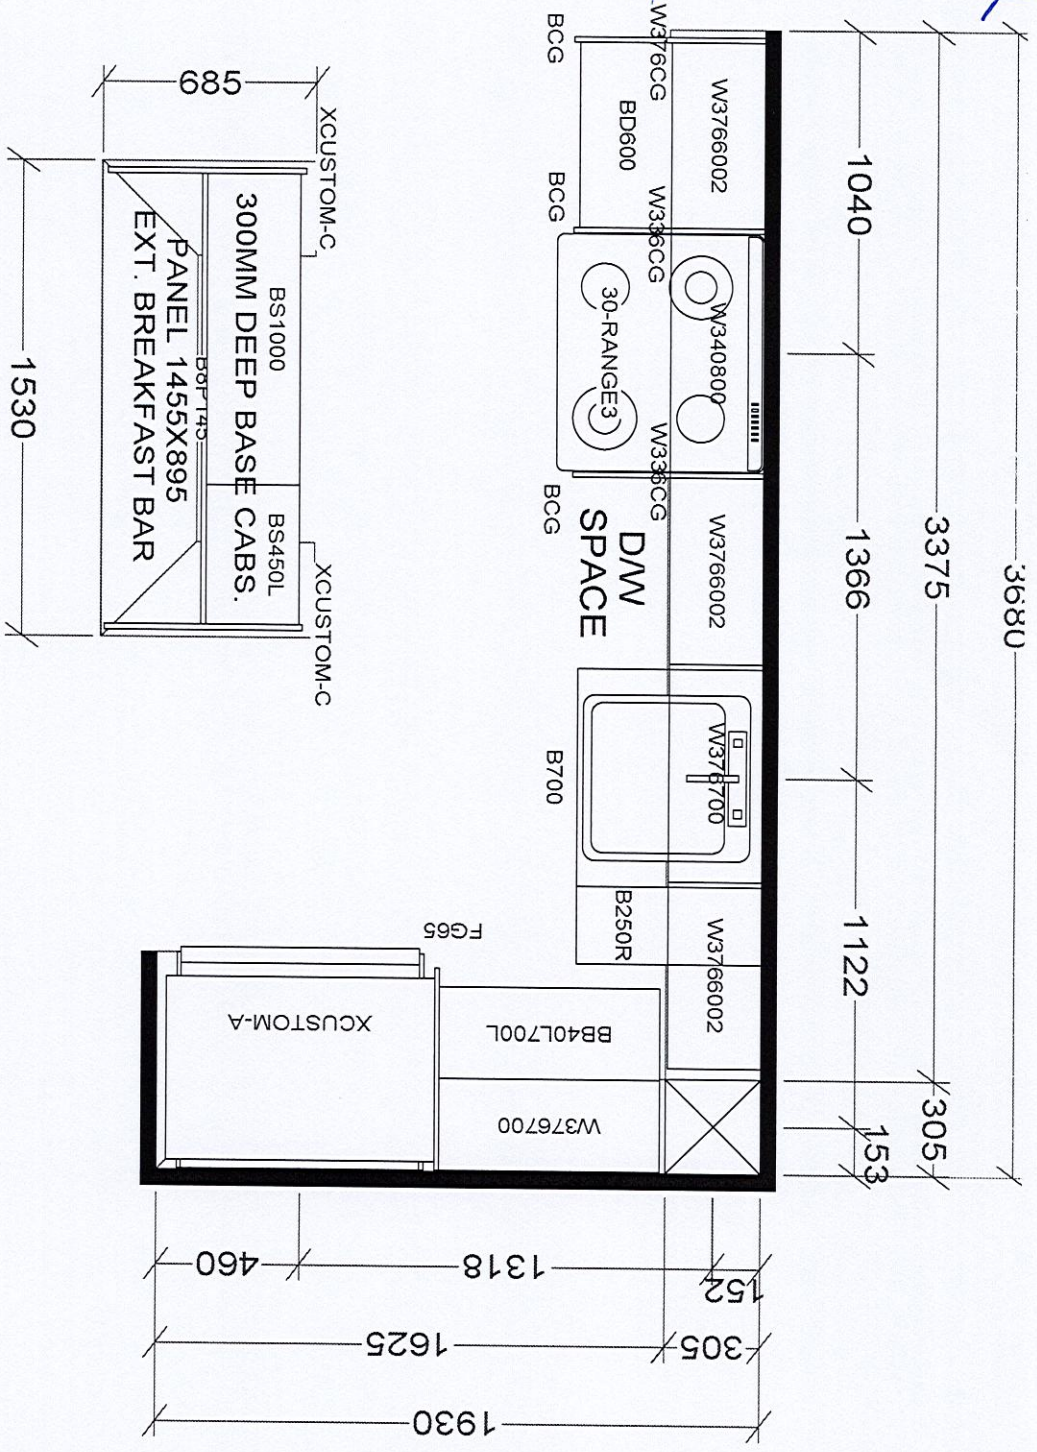 685
XCUSTOM-C
BS1000
300MM DEEP BASE CABS.
BS450L
XCUSTOM-C
PANEL 1455X895
EXT. BREAKFAST BAR
1530
BCG
W376CG
W3766002
BD600
BCG
W336CG
W340800
30-RANGE3
W336CG
BCG
D/W
SPACE
W3766002
W376700
B700
B250R
W3766002
FG65
XCUSTOM-A
BB40L700L
W376700
1040
1366
1122
153
3375
305
3680
460
1318
152
1625
305
1930